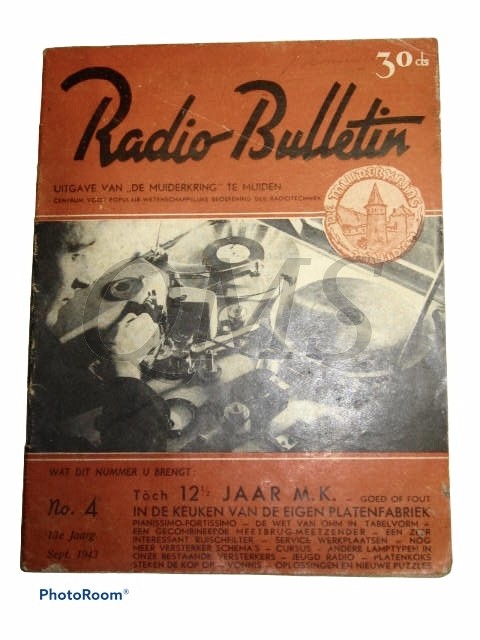 30 cts
Radio Bulletin
UITGAVE VAN „DE MUIDERKRING" TE MUIDEN
CENTRUM VOOR POPULAIR-WETENSCHAPPELIJKE BEOEFENING DER RADIOTECHNIEK
OHS
WAT DIT NUMMER U BRENGT:
No. 4
13e Jaarg.
Sept. 1943
Tòch 12½ JAAR M.K. - GOED OF FOUT
IN DE KEUKEN VAN DE EIGEN PLATENFABRIEK
PIANISSIMO-FORTISSIMO - DE WET VAN OHM IN TABELVORM -
EEN GECOMBINEERDE MEETBRUG-MEETZENDER - EEN ZEER
INTERESSANT ELIJSCHFILTER - SERVICE WERKPLAATSEN - NOG
MEER VERSTERKER SCHEMA'S - CURSUS - ANDERE LAMPTYPEN IN
ONZE BESTAANDE VERSTERKERS - JEUGD RADIO - PLATENKOKS
STEKEN DE KOP OP - VONNIS - OPLOSSINGEN EN NIEUWE PUZZLES
PhotoRoom®